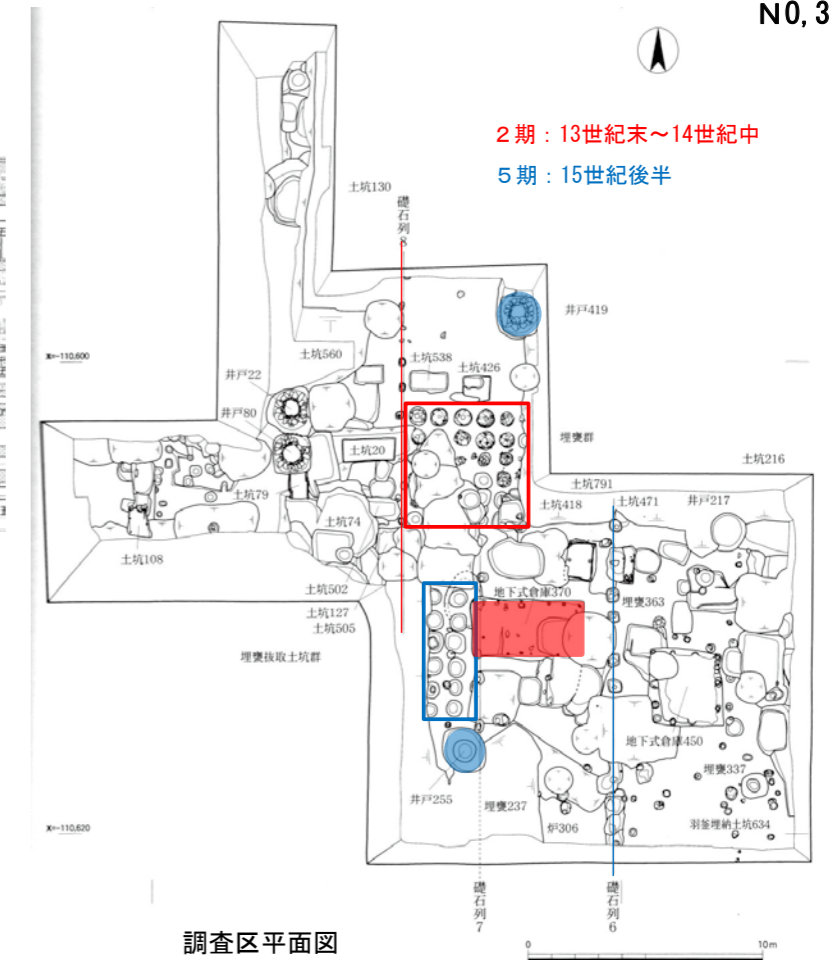 NO,3
２期：13世紀末～14世紀中
５期：15世紀後半
土坑130
礎石列8
井戸419
X=-110,600
土坑560
土坑538
土坑426
井戸22
井戸80
埋甕群
土坑20
土坑216
土坑791
土坑79
土坑418
土坑471
井戸217
土坑74
土坑108
土坑502
地下式倉庫370
埋甕363
土坑127
土坑505
埋甕抜取土坑群
地下式倉庫450
埋甕337
井戸255
埋甕237
炉306
羽釜埋納土坑634
X=-110,620
礎石列7
礎石列6
調査区平面図
0
10m